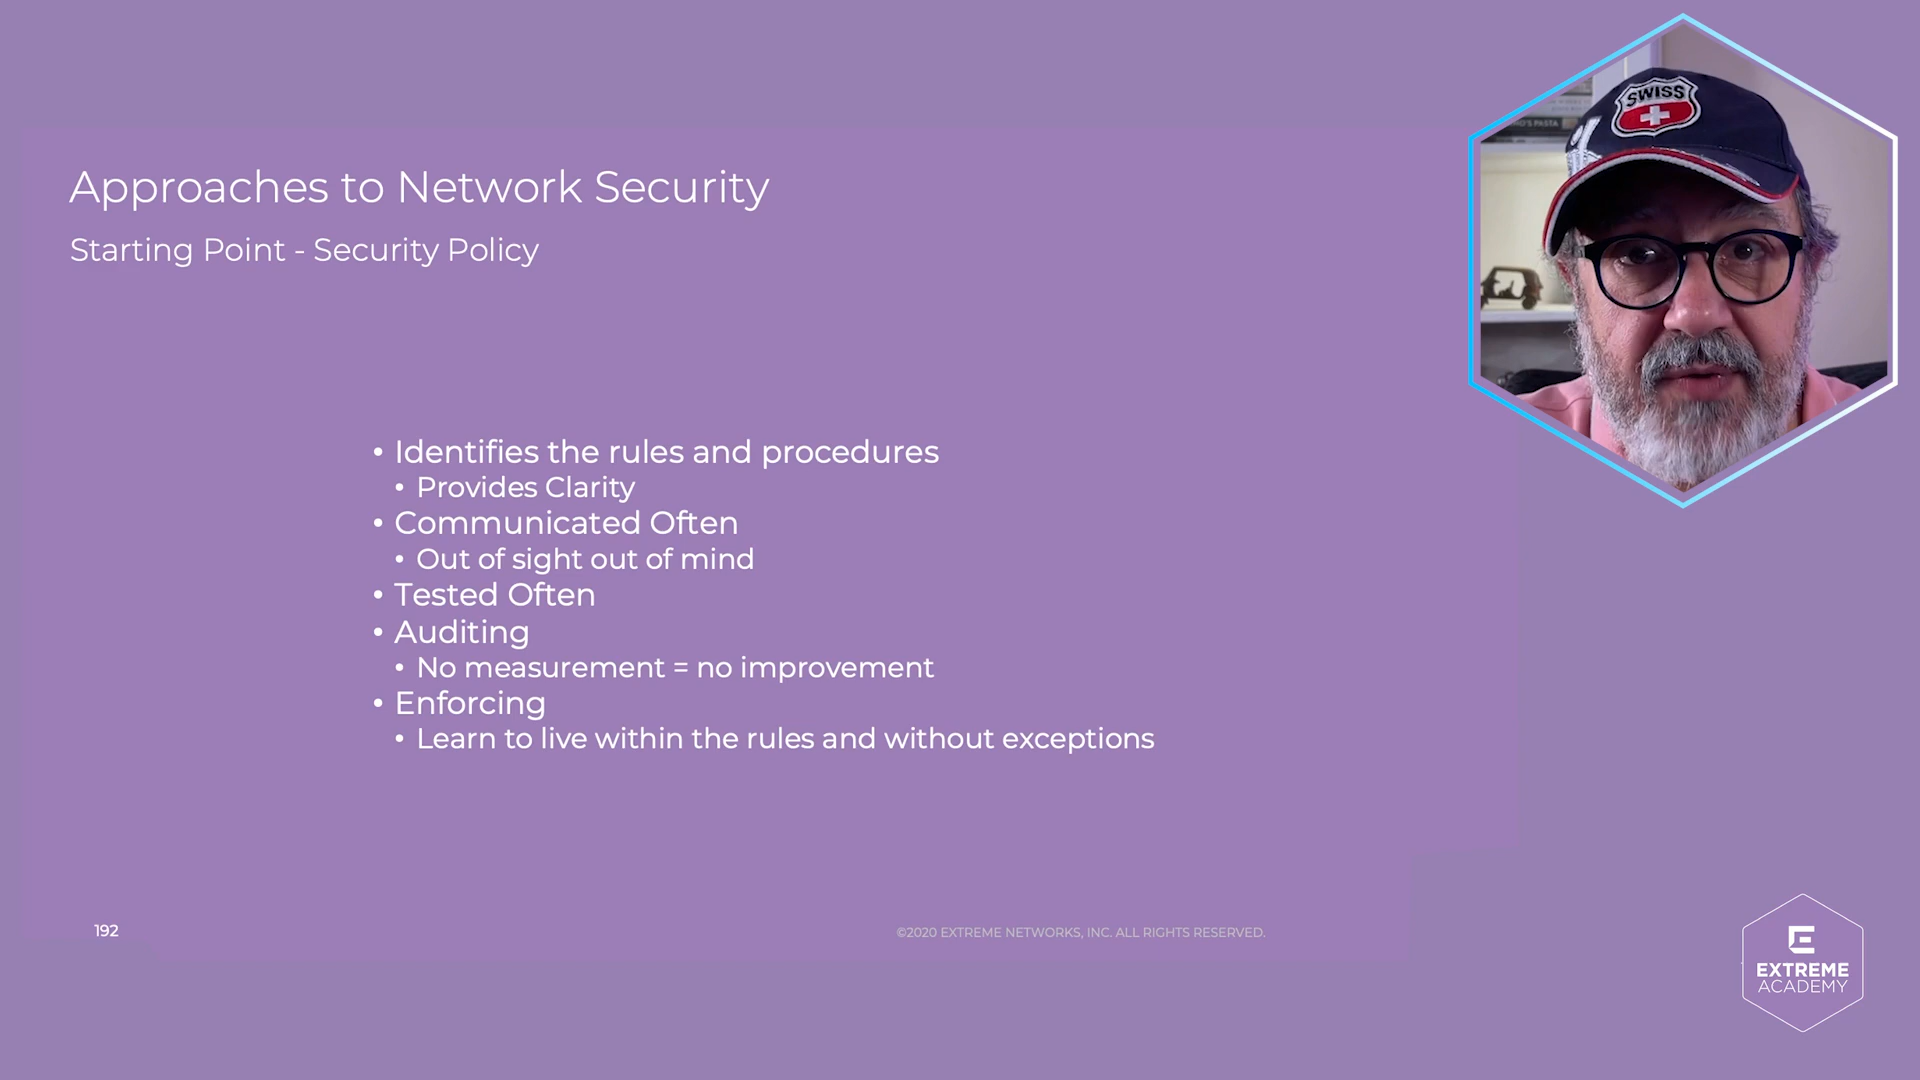 Approaches to Network Security
Starting Point - Security Policy
• Identifies the rules and procedures
• Provides Clarity
• Communicated Often
• Out of sight out of mind
• Tested Often
• Auditing
• No measurement = no improvement
• Enforcing
• Learn to live within the rules and without exceptions
192
©2020 EXTREME NETWORKS, INC. ALL RIGHTS RESERVED.
SWISS
PASTA
EXTREME
ACADEMY